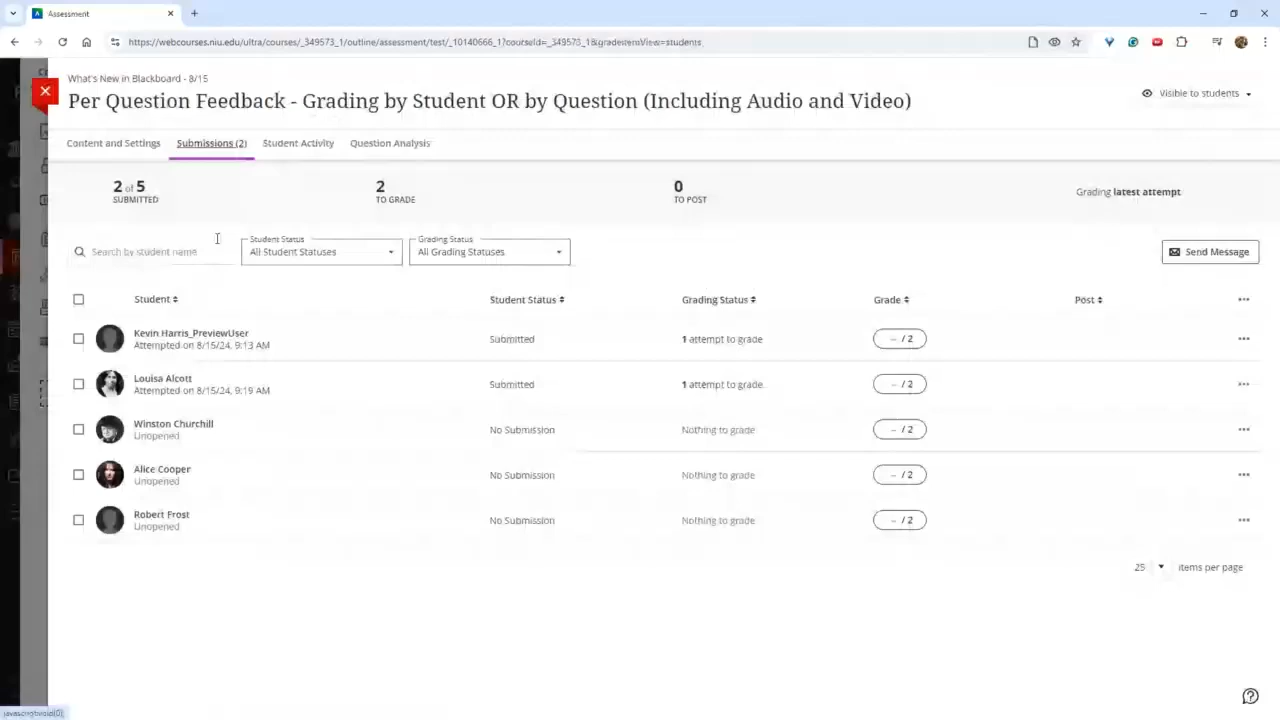 Assessment
https://webcourses.niu.edu/ultra/courses/_349573_1/outline/assessment/test/_10140666_1?courseId=_349573_1&gradeitemView=students
What's New in Blackboard - 8/15
Per Question Feedback - Grading by Student OR by Question (Including Audio and Video)
Visible to students
Content and Settings Submissions (2) Student Activity Question Analysis
2 of 5 2 0
SUBMITTED TO GRADE TO POST
Grading latest attempt
Student Status Grading Status
Search by student name All Student Statuses All Grading Statuses Send Message
Student Student Status Grading Status Grade Post
Kevin Harris_PreviewUser
Attempted on 8/15/24, 9:13 AM Submitted 1 attempt to grade -- / 2
Louisa Alcott
Attempted on 8/15/24, 9:19 AM Submitted 1 attempt to grade -- / 2
Winston Churchill
Unopened No Submission Nothing to grade -- / 2
Alice Cooper
Unopened No Submission Nothing to grade -- / 2
Robert Frost
Unopened No Submission Nothing to grade -- / 2
25 items per page
javascript:void(0);